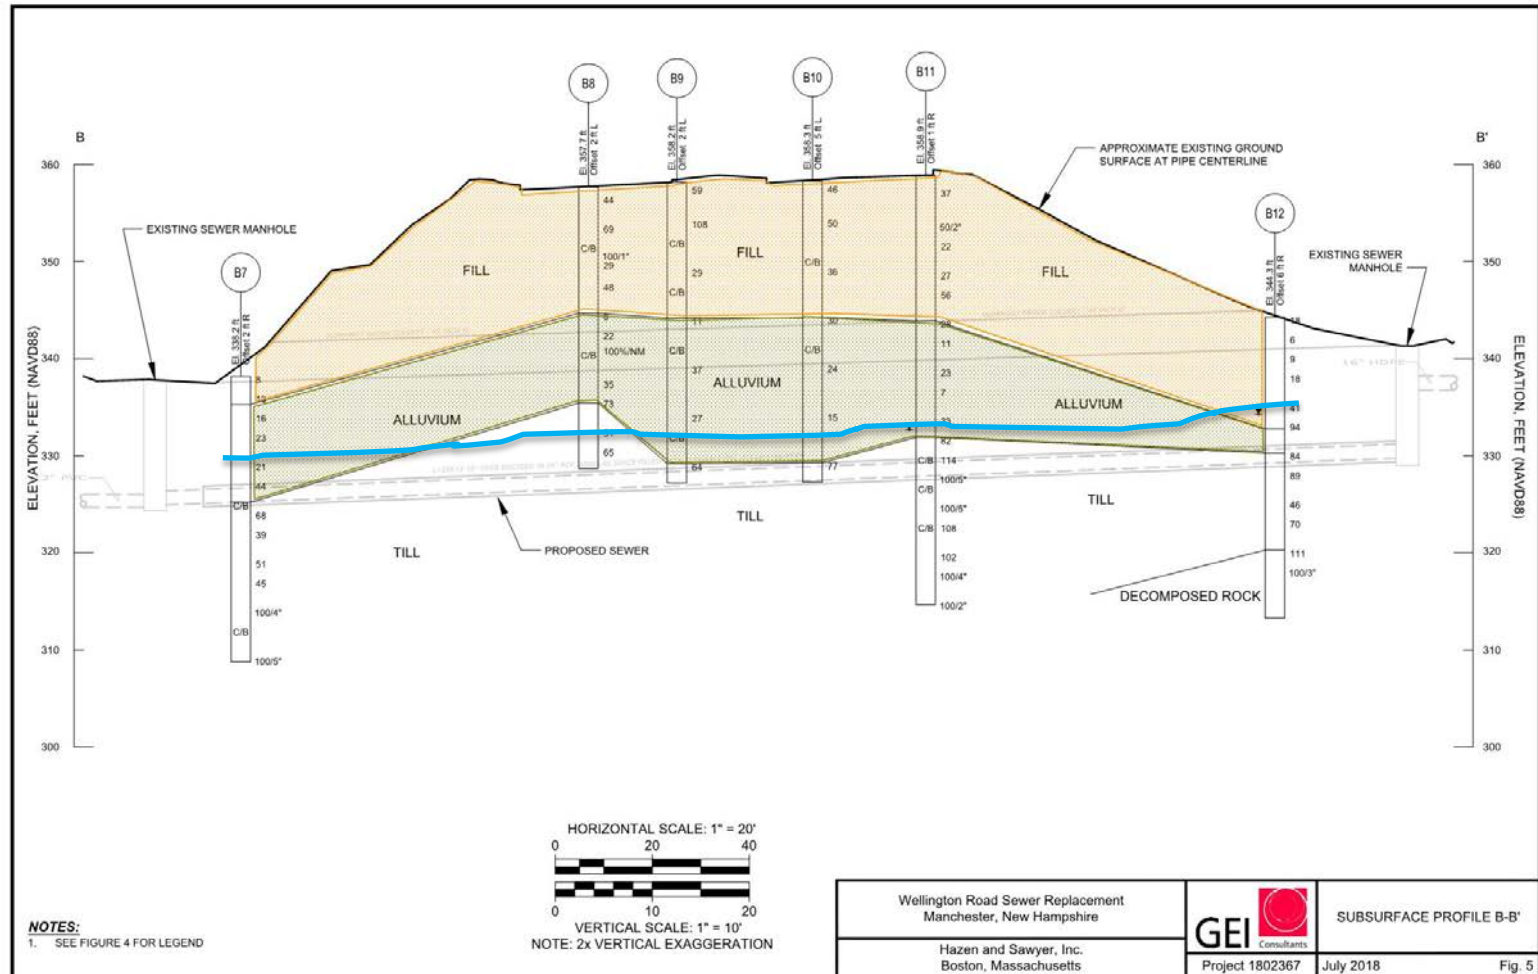 B
B'
B7
B8
B9
B10
B11
B12
El. 338.2 ft
Offset 2 ft R
El. 357.7 ft
Offset 2 ft L
El. 358.2 ft
Offset 2 ft L
El. 358.3 ft
Offset 5 ft L
El. 358.9 ft
Offset 1 ft R
El. 344.3 ft
Offset 6 ft R
APPROXIMATE EXISTING GROUND
SURFACE AT PIPE CENTERLINE
EXISTING SEWER MANHOLE
EXISTING SEWER
MANHOLE
ELEVATION, FEET (NAVD88)
360
350
340
330
320
310
300
ELEVATION, FEET (NAVD88)
360
350
340
330
320
310
300
FILL
FILL
FILL
ALLUVIUM
ALLUVIUM
ALLUVIUM
TILL
TILL
TILL
PROPOSED SEWER
DECOMPOSED ROCK
16
23
21
44
C/B
68
39
51
45
100/4"
C/B
100/5"
44
69
C/B
100/1"
29
48
22
C/B
100%/NM
35
73
65
59
108
C/B
29
C/B
11
C/B
37
27
C/B
64
46
50
C/B
36
30
C/B
24
15
77
37
50/2"
22
27
56
11
23
7
82
C/B
114
100/5"
C/B
C/B
108
102
100/4"
100/2"
6
9
18
41
94
84
89
46
70
111
100/3"
HORIZONTAL SCALE: 1" = 20'
0 20 40
0 10 20
VERTICAL SCALE: 1" = 10'
NOTE: 2x VERTICAL EXAGGERATION
NOTES:
1. SEE FIGURE 4 FOR LEGEND
Wellington Road Sewer Replacement
Manchester, New Hampshire
Hazen and Sawyer, Inc.
Boston, Massachusetts
GEI Consultants
Project 1802367
SUBSURFACE PROFILE B-B'
July 2018
Fig. 5